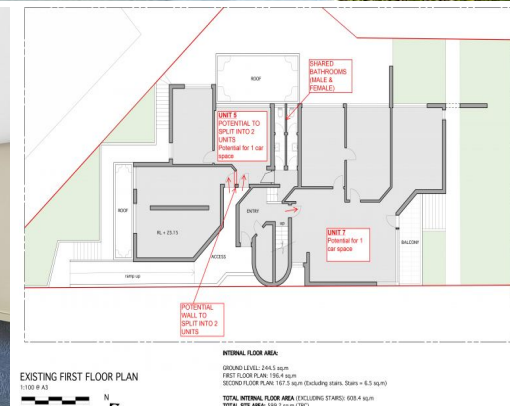 ROOF
SHARED
BATHROOMS
(MALE &
FEMALE)
UNIT 5
POTENTIAL TO
SPLIT INTO 2
UNITS
Potential for 1 car
space
ROOF
RL + 23.15
ENTRY
UNIT 7
Potential for 1
car space
BALCONY
ACCESS
ramp up
POTENTIAL
WALL TO
SPLIT INTO 2
UNITS
EXISTING FIRST FLOOR PLAN
1:100 @ A3
N
INTERNAL FLOOR AREA:
GROUND LEVEL: 244.5 sq.m
FIRST FLOOR PLAN: 196.4 sq.m
SECOND FLOOR PLAN: 167.5 sq.m (Excluding stairs. Stairs = 6.5 sq.m)
TOTAL INTERNAL FLOOR AREA (EXCLUDING STAIRS): 608.4 sq.m